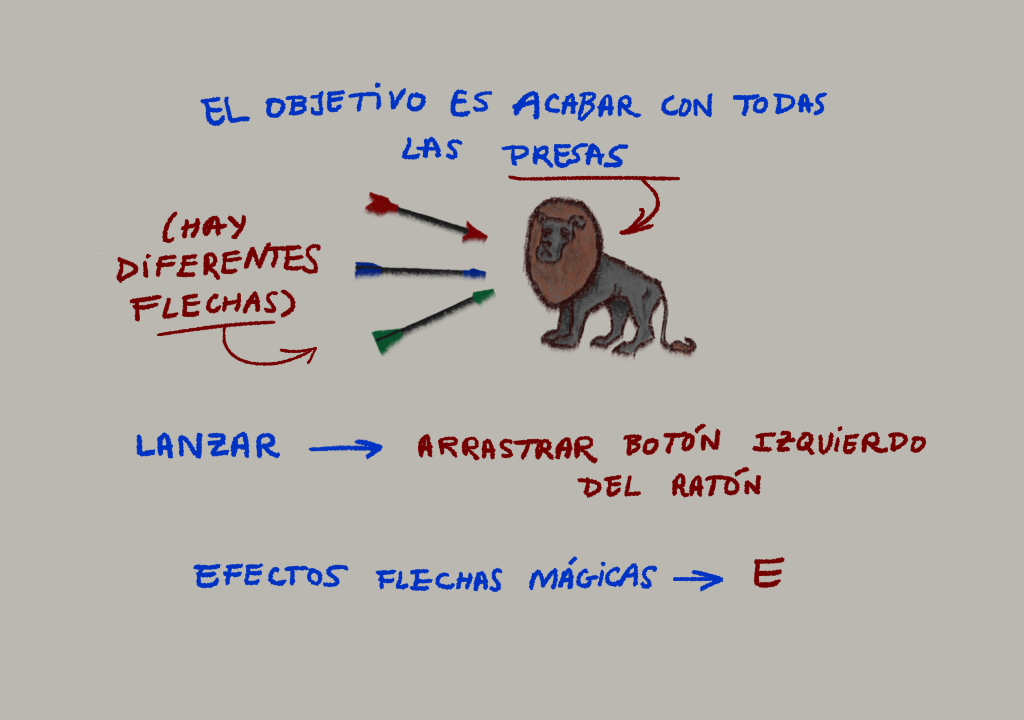 EL OBJETIVO ES ACABAR CON TODAS
LAS PRESAS
(HAY
DIFERENTES
FLECHAS)
LANZAR → ARRASTRAR BOTÓN IZQUIERDO
DEL RATÓN
EFECTOS FLECHAS MÁGICAS → E